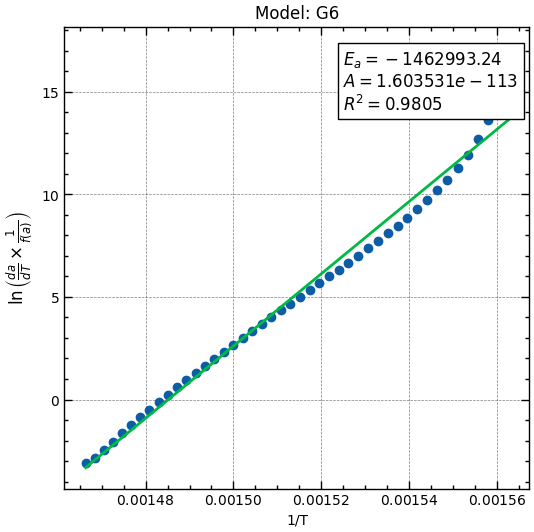 Model: G6
E_a = −1462993.24
A = 1.603531e − 113
R² = 0.9805
15
10
5
0
ln(da/dT × 1/f(a))
0.00148 0.00150 0.00152 0.00154 0.00156
1/T